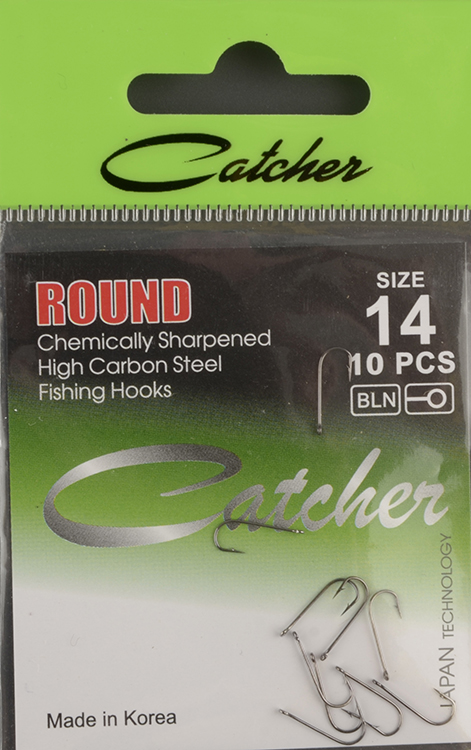 Catcher
ROUND
Chemically Sharpened
High Carbon Steel
Fishing Hooks
SIZE
14
10 PCS
BLN
Catcher
JAPAN TECHNOLOGY
Made in Korea